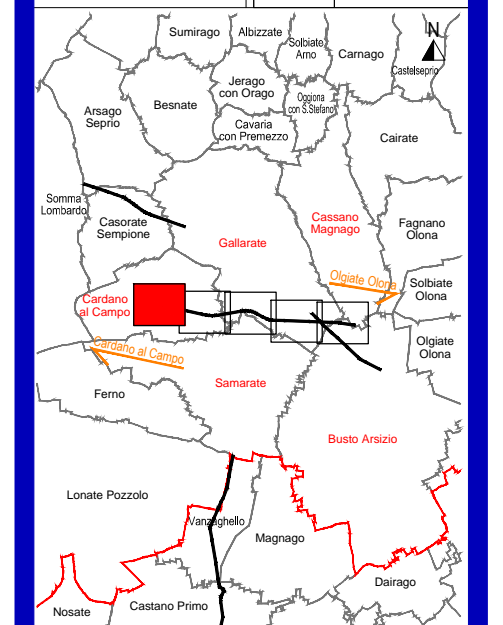 N
Sumirago
Albizzate
Solbiate
Arno
Carnago
Castelseprio
Jerago
con Orago
Besnate
Oggiona
con S.Stefano
Arsago
Seprio
Cavaria
con Premezzo
Cairate
Somma
Lombardo
Casorate
Sempione
Gallarate
Cassano
Magnago
Fagnano
Olona
Olgiate Olona
Solbiate
Olona
Cardano
al Campo
Olgiate
Olona
Cardano al Campo
Ferno
Samarate
Busto Arsizio
Lonate Pozzolo
Vanzaghello
Magnago
Dairago
Nosate
Castano Primo